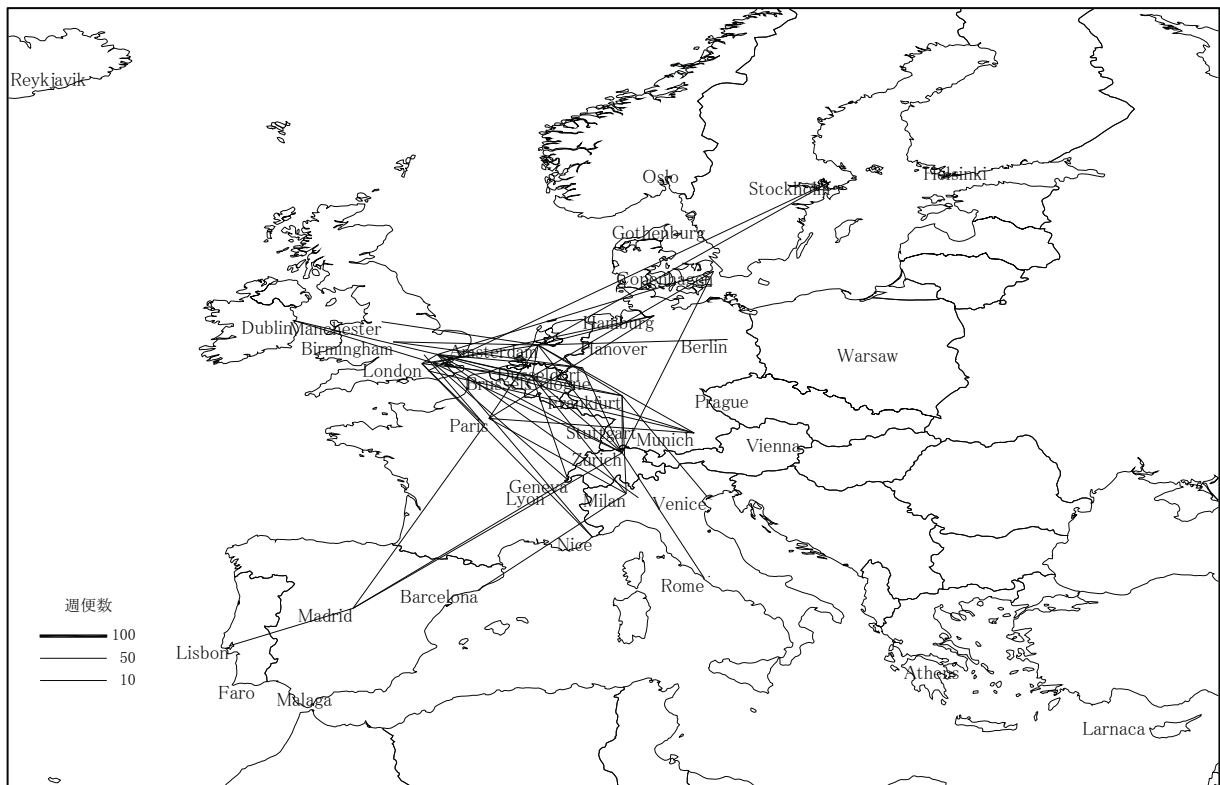 Reykjavik
Oslo
Helsinki
Stockholm
Gothenburg
Copenhagen
Dublin
Manchester
Hamburg
Birmingham
Amsterdam
Hanover
Berlin
Warsaw
London
Dusseldorf
Brussel
Cologne
Frankfurt
Prague
Paris
Stuttgart
Munich
Vienna
Zurich
Geneva
Lyon
Milan
Venice
Nice
Rome
Barcelona
Madrid
週便数
100
50
10
Lisbon
Faro
Malaga
Athens
Larnaca